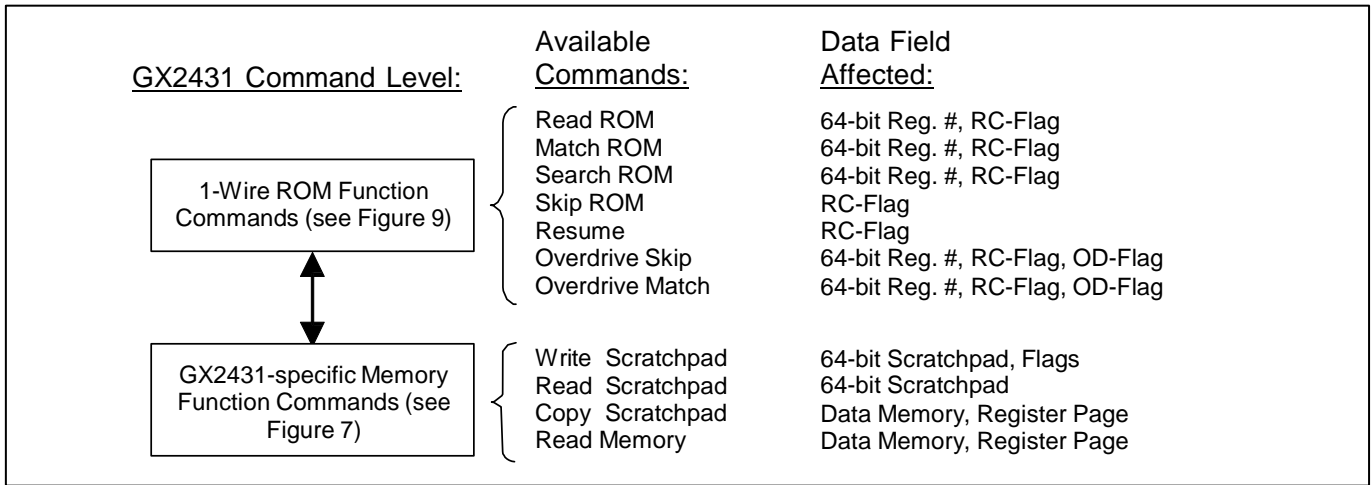 GX2431 Command Level:
Available
Commands:
Data Field
Affected:
1-Wire ROM Function
Commands (see Figure 9)
Read ROM 64-bit Reg. #, RC-Flag
Match ROM 64-bit Reg. #, RC-Flag
Search ROM 64-bit Reg. #, RC-Flag
Skip ROM RC-Flag
Resume RC-Flag
Overdrive Skip 64-bit Reg. #, RC-Flag, OD-Flag
Overdrive Match 64-bit Reg. #, RC-Flag, OD-Flag
GX2431-specific Memory
Function Commands (see
Figure 7)
Write Scratchpad 64-bit Scratchpad, Flags
Read Scratchpad 64-bit Scratchpad
Copy Scratchpad Data Memory, Register Page
Read Memory Data Memory, Register Page